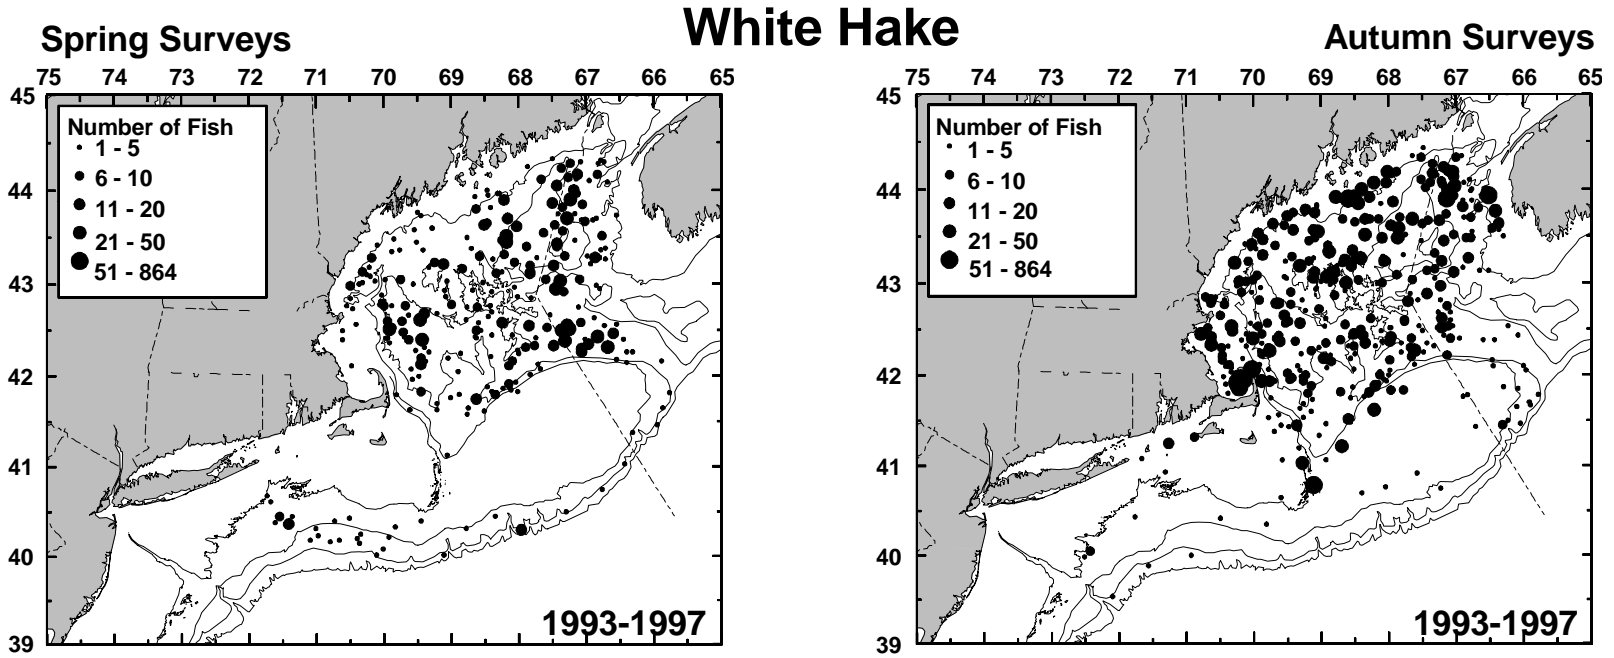 White Hake
Spring Surveys
75 74 73 72 71 70 69 68 67 66 65
45
44
43
42
41
40
39
Number of Fish
1 - 5
6 - 10
11 - 20
21 - 50
51 - 864
1993-1997
Autumn Surveys
75 74 73 72 71 70 69 68 67 66 65
45
44
43
42
41
40
39
Number of Fish
1 - 5
6 - 10
11 - 20
21 - 50
51 - 864
1993-1997